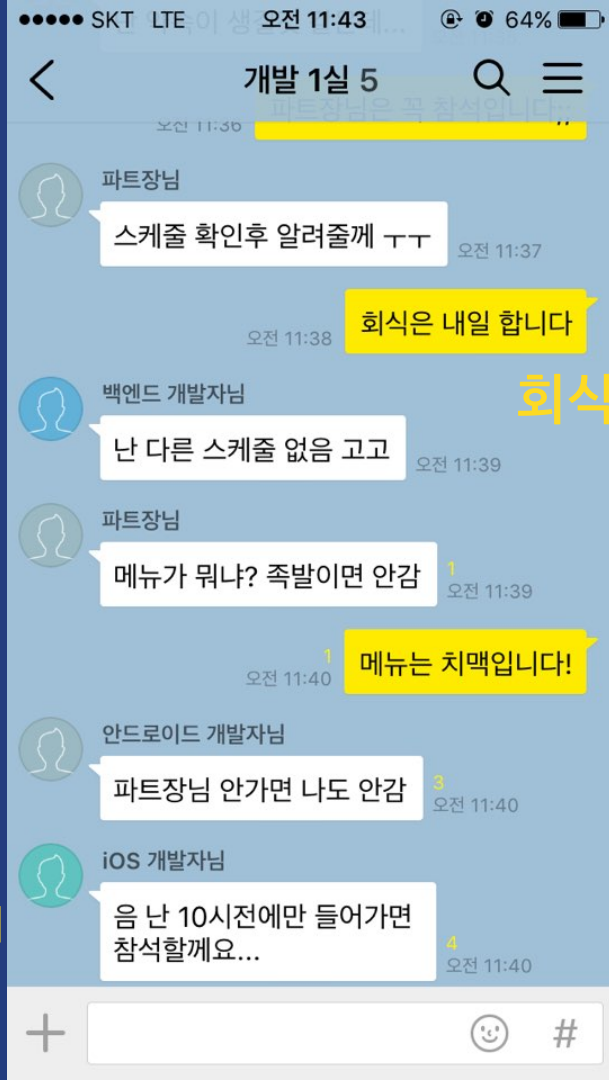 SKT LTE 오전 11:43 64%
개발 1실 5
파트장님은 꼭 참석입니다;;
오전 11:36
파트장님
스케줄 확인후 알려줄께 ㅜㅜ
오전 11:37
회식은 내일 합니다
오전 11:38
회식
백엔드 개발자님
난 다른 스케줄 없음 고고
오전 11:39
파트장님
메뉴가 뭐냐? 족발이면 안감
1
오전 11:39
메뉴는 치맥입니다!
1
오전 11:40
안드로이드 개발자님
파트장님 안가면 나도 안감
3
오전 11:40
iOS 개발자님
음 난 10시전에만 들어가면
참석할께요...
4
오전 11:40
#